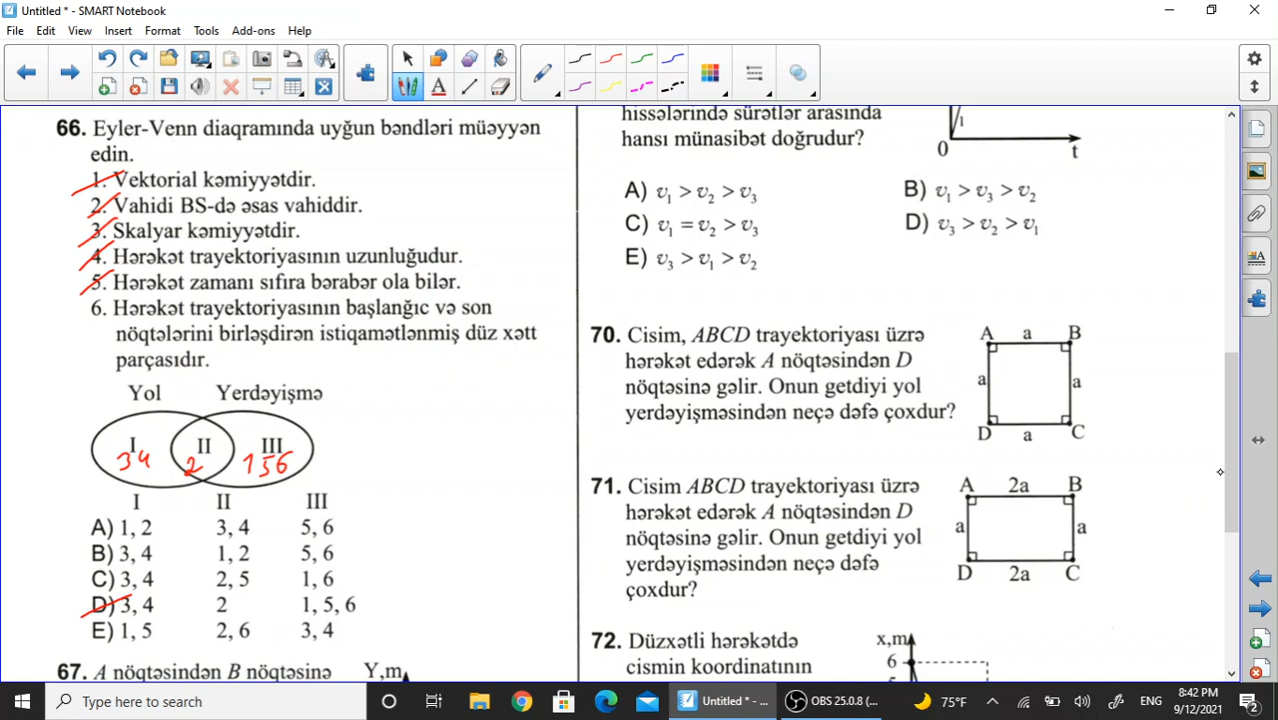 Untitled * - SMART Notebook
File Edit View Insert Format Tools Add-ons Help
66. Eyler-Venn diaqramında uyğun bəndləri müəyyən
edin.
1. Vektorial kəmiyyətdir.
2. Vahidi BS-də əsas vahiddir.
3. Skalyar kəmiyyətdir.
4. Hərəkət trayektoriyasının uzunluğudur.
5. Hərəkət zamanı sıfıra bərabər ola bilər.
6. Hərəkət trayektoriyasının başlanğıc və son
nöqtələrini birləşdirən istiqamətlənmiş düz xətt
parçasıdır.
Yol Yerdəyişmə
I II III
34 2 156
I II III
A) 1, 2 3, 4 5, 6
B) 3, 4 1, 2 5, 6
C) 3, 4 2, 5 1, 6
D) 3, 4 2 1, 5, 6
E) 1, 5 2, 6 3, 4
67. A nöqtəsindən B nöqtəsinə Y,m
hissələrində sürətlər arasında
hansı münasibət doğrudur?
1
0 t
A) v₁ > v₂ > v₃ B) v₁ > v₃ > v₂
C) v₁ = v₂ > v₃ D) v₃ > v₂ > v₁
E) v₃ > v₁ > v₂
70. Cisim, ABCD trayektoriyası üzrə
hərəkət edərək A nöqtəsindən D
nöqtəsinə gəlir. Onun getdiyi yol
yerdəyişməsindən neçə dəfə çoxdur?
A a B
a a
D a C
71. Cisim ABCD trayektoriyası üzrə
hərəkət edərək A nöqtəsindən D
nöqtəsinə gəlir. Onun getdiyi yol
yerdəyişməsindən neçə dəfə
çoxdur?
A 2a B
a a
D 2a C
72. Düzxətli hərəkətdə
cismin koordinatının
x,m
6
Type here to search
Untitled * - ...
OBS 25.0.8 (...
75°F
ENG
8:42 PM
9/12/2021
2